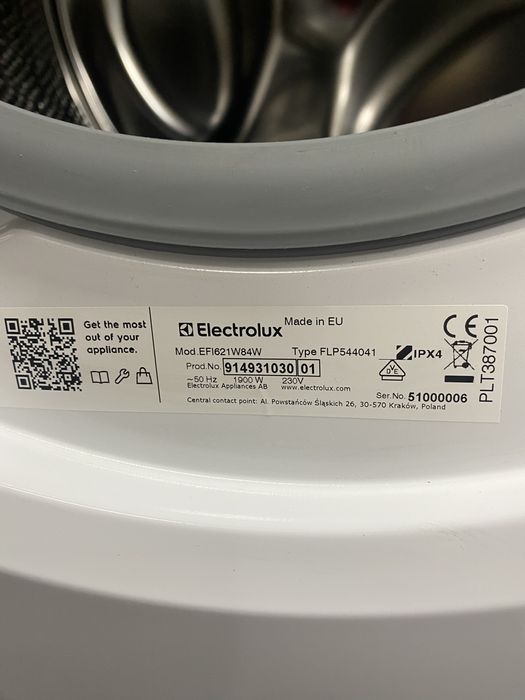 Get the most
out of your
appliance.
Electrolux Made in EU
Mod.EFI621W84W Type FLP544041
Prod.No. 914931030 01
~50 Hz 1900 W 230V
Electrolux Appliances AB www.electrolux.com
Central contact point: Al. Powstańców Śląskich 26, 30-570 Kraków, Poland
Ser.No. 51000006
IPX4
DVE
CE
PLT387001